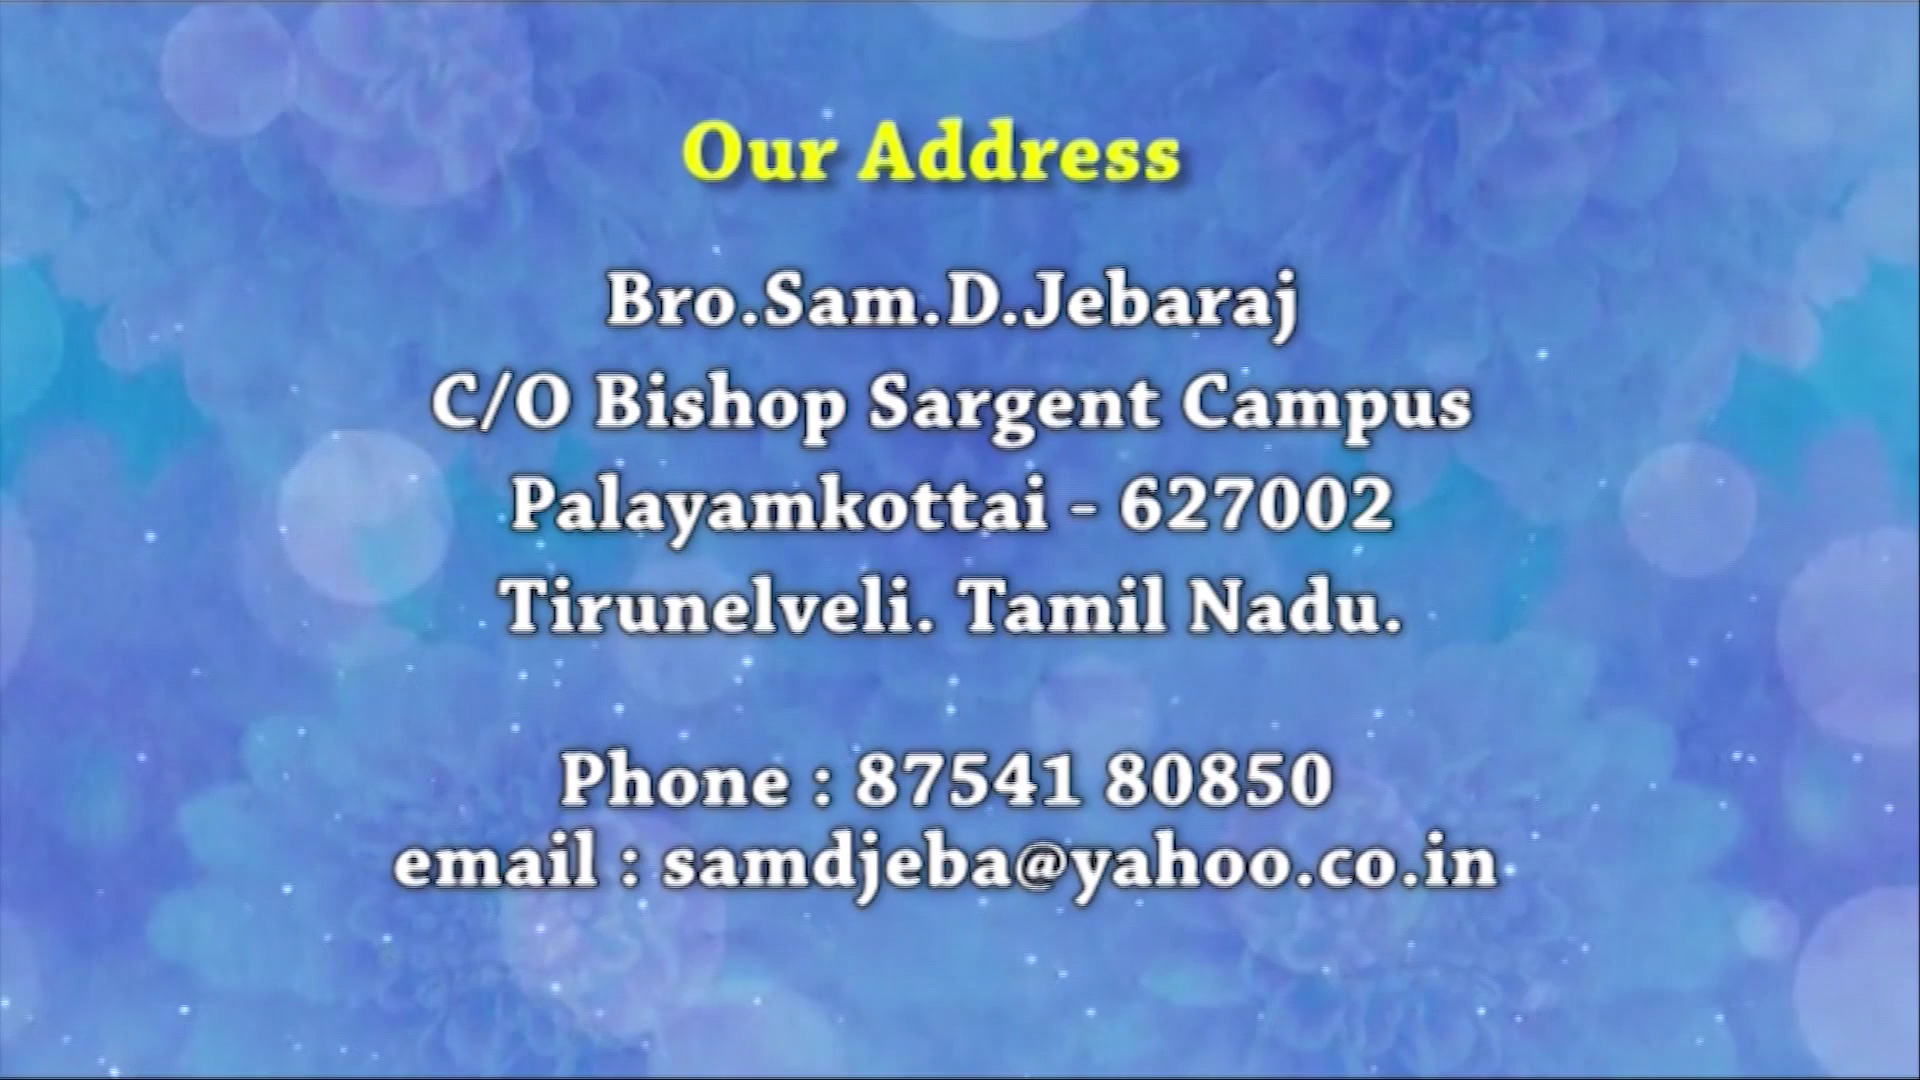 Our Address
Bro.Sam.D.Jebaraj
C/O Bishop Sargent Campus
Palayamkottai - 627002
Tirunelveli. Tamil Nadu.
Phone : 87541 80850
email : samdjeba@yahoo.co.in